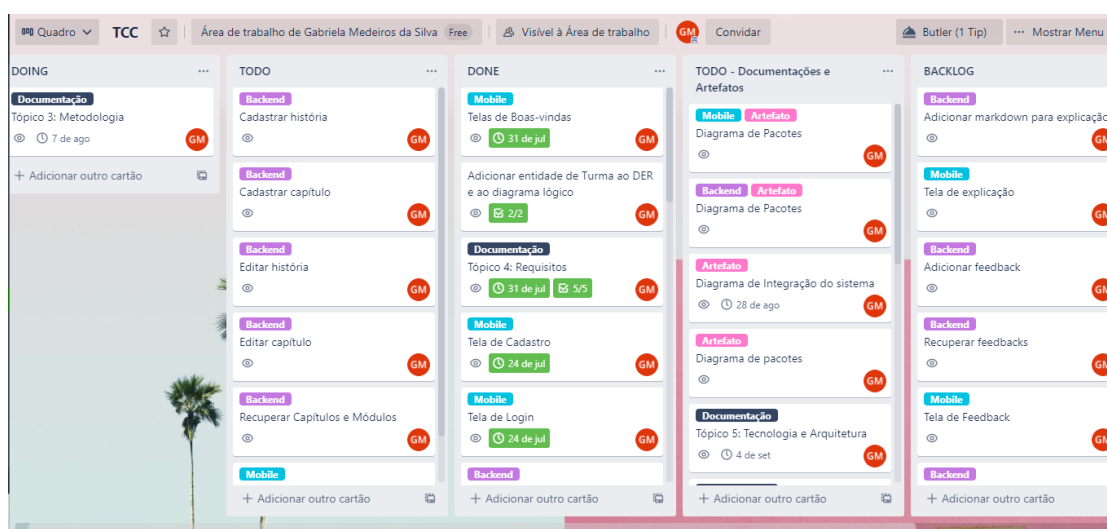 Quadro
TCC
Área de trabalho de Gabriela Medeiros da Silva Free
Visível à Área de trabalho
GM
Convidar
Butler (1 Tip)
Mostrar Menu
DOING
Documentação
Tópico 3: Metodologia
7 de ago
GM
+ Adicionar outro cartão
TODO
Backend
Cadastrar história
GM
Backend
Cadastrar capítulo
GM
Backend
Editar história
GM
Backend
Editar capítulo
GM
Backend
Recuperar Capítulos e Módulos
GM
Mobile
+ Adicionar outro cartão
DONE
Mobile
Telas de Boas-vindas
31 de jul
GM
Adicionar entidade de Turma ao DER
e ao diagrama lógico
2/2
GM
Documentação
Tópico 4: Requisitos
31 de jul 5/5
GM
Mobile
Tela de Cadastro
24 de jul
GM
Mobile
Tela de Login
24 de jul
GM
Backend
+ Adicionar outro cartão
TODO - Documentações e
Artefatos
Mobile Artefato
Diagrama de Pacotes
GM
Backend Artefato
Diagrama de Pacotes
GM
Artefato
Diagrama de Integração do sistema
28 de ago
GM
Artefato
Diagrama de pacotes
GM
Documentação
Tópico 5: Tecnologia e Arquitetura
4 de set
GM
+ Adicionar outro cartão
BACKLOG
Backend
Adicionar markdown para explicação
GM
Mobile
Tela de explicação
GM
Backend
Adicionar feedback
GM
Backend
Recuperar feedbacks
GM
Mobile
Tela de Feedback
GM
Backend
+ Adicionar outro cartão